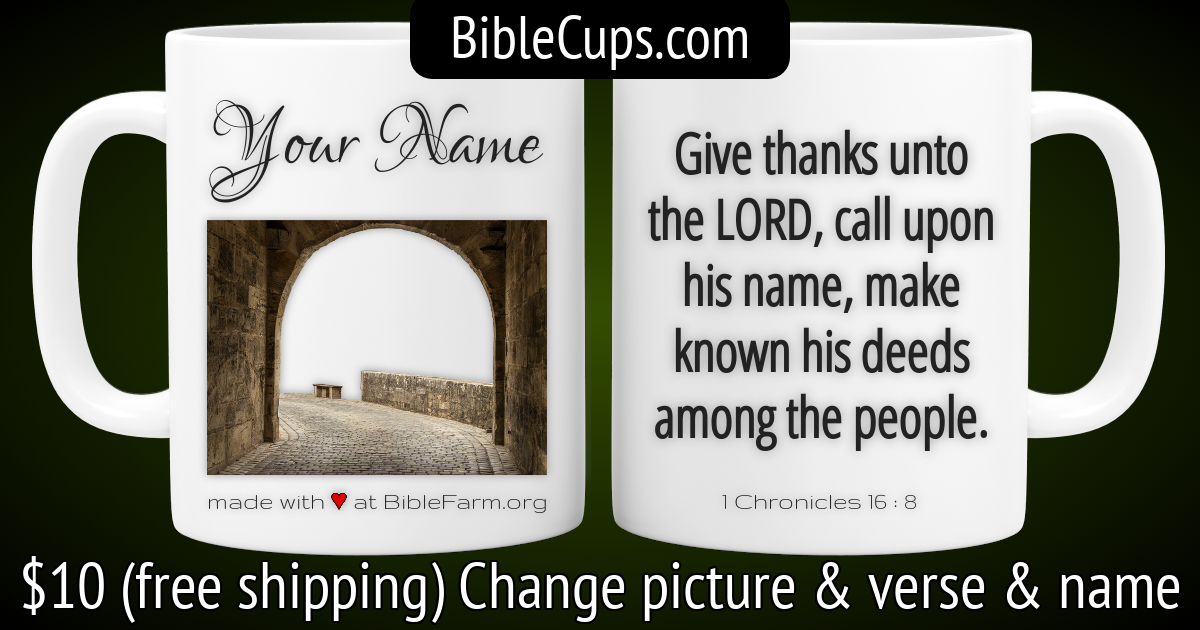 BibleCups.com
Your Name
made with ❤ at BibleFarm.org
Give thanks unto
the LORD, call upon
his name, make
known his deeds
among the people.
1 Chronicles 16 : 8
$10 (free shipping) Change picture & verse & name